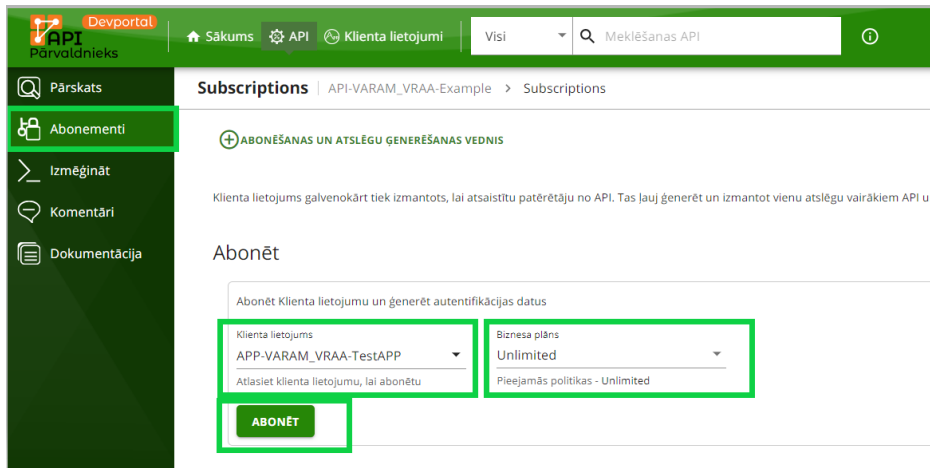 Devportal
API
Pārvaldnieks
Sākums API Klienta lietojumi Visi Meklēšanas API
Pārskats
Abonementi
Izmēģināt
Komentāri
Dokumentācija
Subscriptions API-VARAM_VRAA-Example > Subscriptions
ABONĒŠANAS UN ATSLĒGU ĢENERĒŠANAS VEDNIS
Klienta lietojums galvenokārt tiek izmantots, lai atsaistītu patērētāju no API. Tas ļauj ģenerēt un izmantot vienu atslēgu vairākiem API u
Abonēt
Abonēt Klienta lietojumu un ģenerēt autentifikācijas datus
Klienta lietojums
APP-VARAM_VRAA-TestAPP
Atlasiet klienta lietojumu, lai abonētu
Biznesa plāns
Unlimited
Pieejamās politikas - Unlimited
ABONĒT